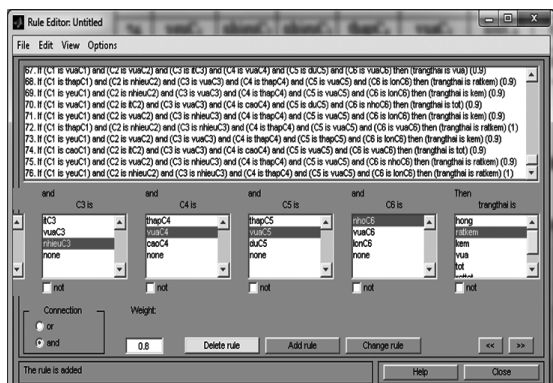 Rule Editor: Untitled
File Edit View Options
67. If (C1 is vuaC1) and (C2 is vuaC2) and (C3 is itC3) and (C4 is vuaC4) and (C5 is duC5) and (C6 is vuaC6) then (trangthai is vua) (0.9)
68. If (C1 is thapC1) and (C2 is nhieuC2) and (C3 is vuaC3) and (C4 is thapC4) and (C5 is vuaC5) and (C6 is lonC6) then (trangthai is ratkem) (0.9)
69. If (C1 is yeuC1) and (C2 is nhieuC2) and (C3 is vuaC3) and (C4 is thapC4) and (C5 is vuaC5) and (C6 is lonC6) then (trangthai is kem) (0.9)
70. If (C1 is vuaC1) and (C2 is itC2) and (C3 is vuaC3) and (C4 is caoC4) and (C5 is duC5) and (C6 is nhoC6) then (trangthai is tot) (0.9)
71. If (C1 is yeuC1) and (C2 is vuaC2) and (C3 is nhieuC3) and (C4 is vuaC4) and (C5 is vuaC5) and (C6 is lonC6) then (trangthai is kem) (0.9)
72. If (C1 is thapC1) and (C2 is nhieuC2) and (C3 is nhieuC3) and (C4 is thapC4) and (C5 is vuaC5) and (C6 is vuaC6) then (trangthai is ratkem) (1)
73. If (C1 is yeuC1) and (C2 is vuaC2) and (C3 is vuaC3) and (C4 is thapC4) and (C5 is thapC5) and (C6 is lonC6) then (trangthai is kem) (0.9)
74. If (C1 is caoC1) and (C2 is itC2) and (C3 is vuaC3) and (C4 is caoC4) and (C5 is vuaC5) and (C6 is vuaC6) then (trangthai is tot) (0.9)
75. If (C1 is yeuC1) and (C2 is nhieuC2) and (C3 is vuaC3) and (C4 is thapC4) and (C5 is vuaC5) and (C6 is nhoC6) then (trangthai is ratkem) (0.9)
76. If (C1 is yeuC1) and (C2 is nhieuC2) and (C3 is nhieuC3) and (C4 is thapC4) and (C5 is vuaC5) and (C6 is lonC6) then (trangthai is ratkem) (1)
and and and and Then
C3 is C4 is C5 is C6 is trangthai is
itC3 thapC4 thapC5 nhoC6 hong
vuaC3 vuaC4 vuaC5 vuaC6 ratkem
nhieuC3 caoC4 duC5 lonC6 kem
none none none none vua
tot
not not not not not
Connection Weight:
or
and 0.8 Delete rule Add rule Change rule << >>
The rule is added Help Close